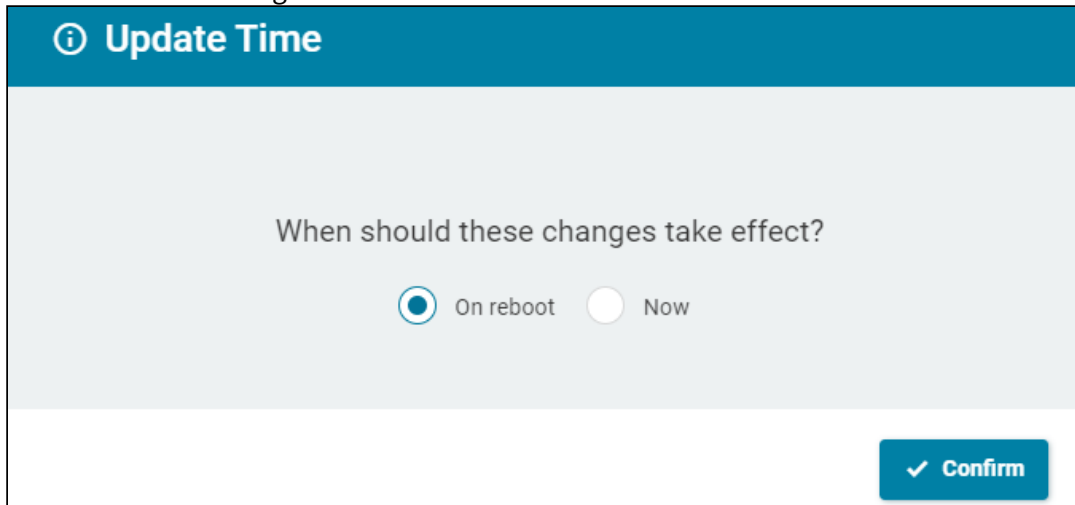 Update Time
When should these changes take effect?
On reboot Now
Confirm